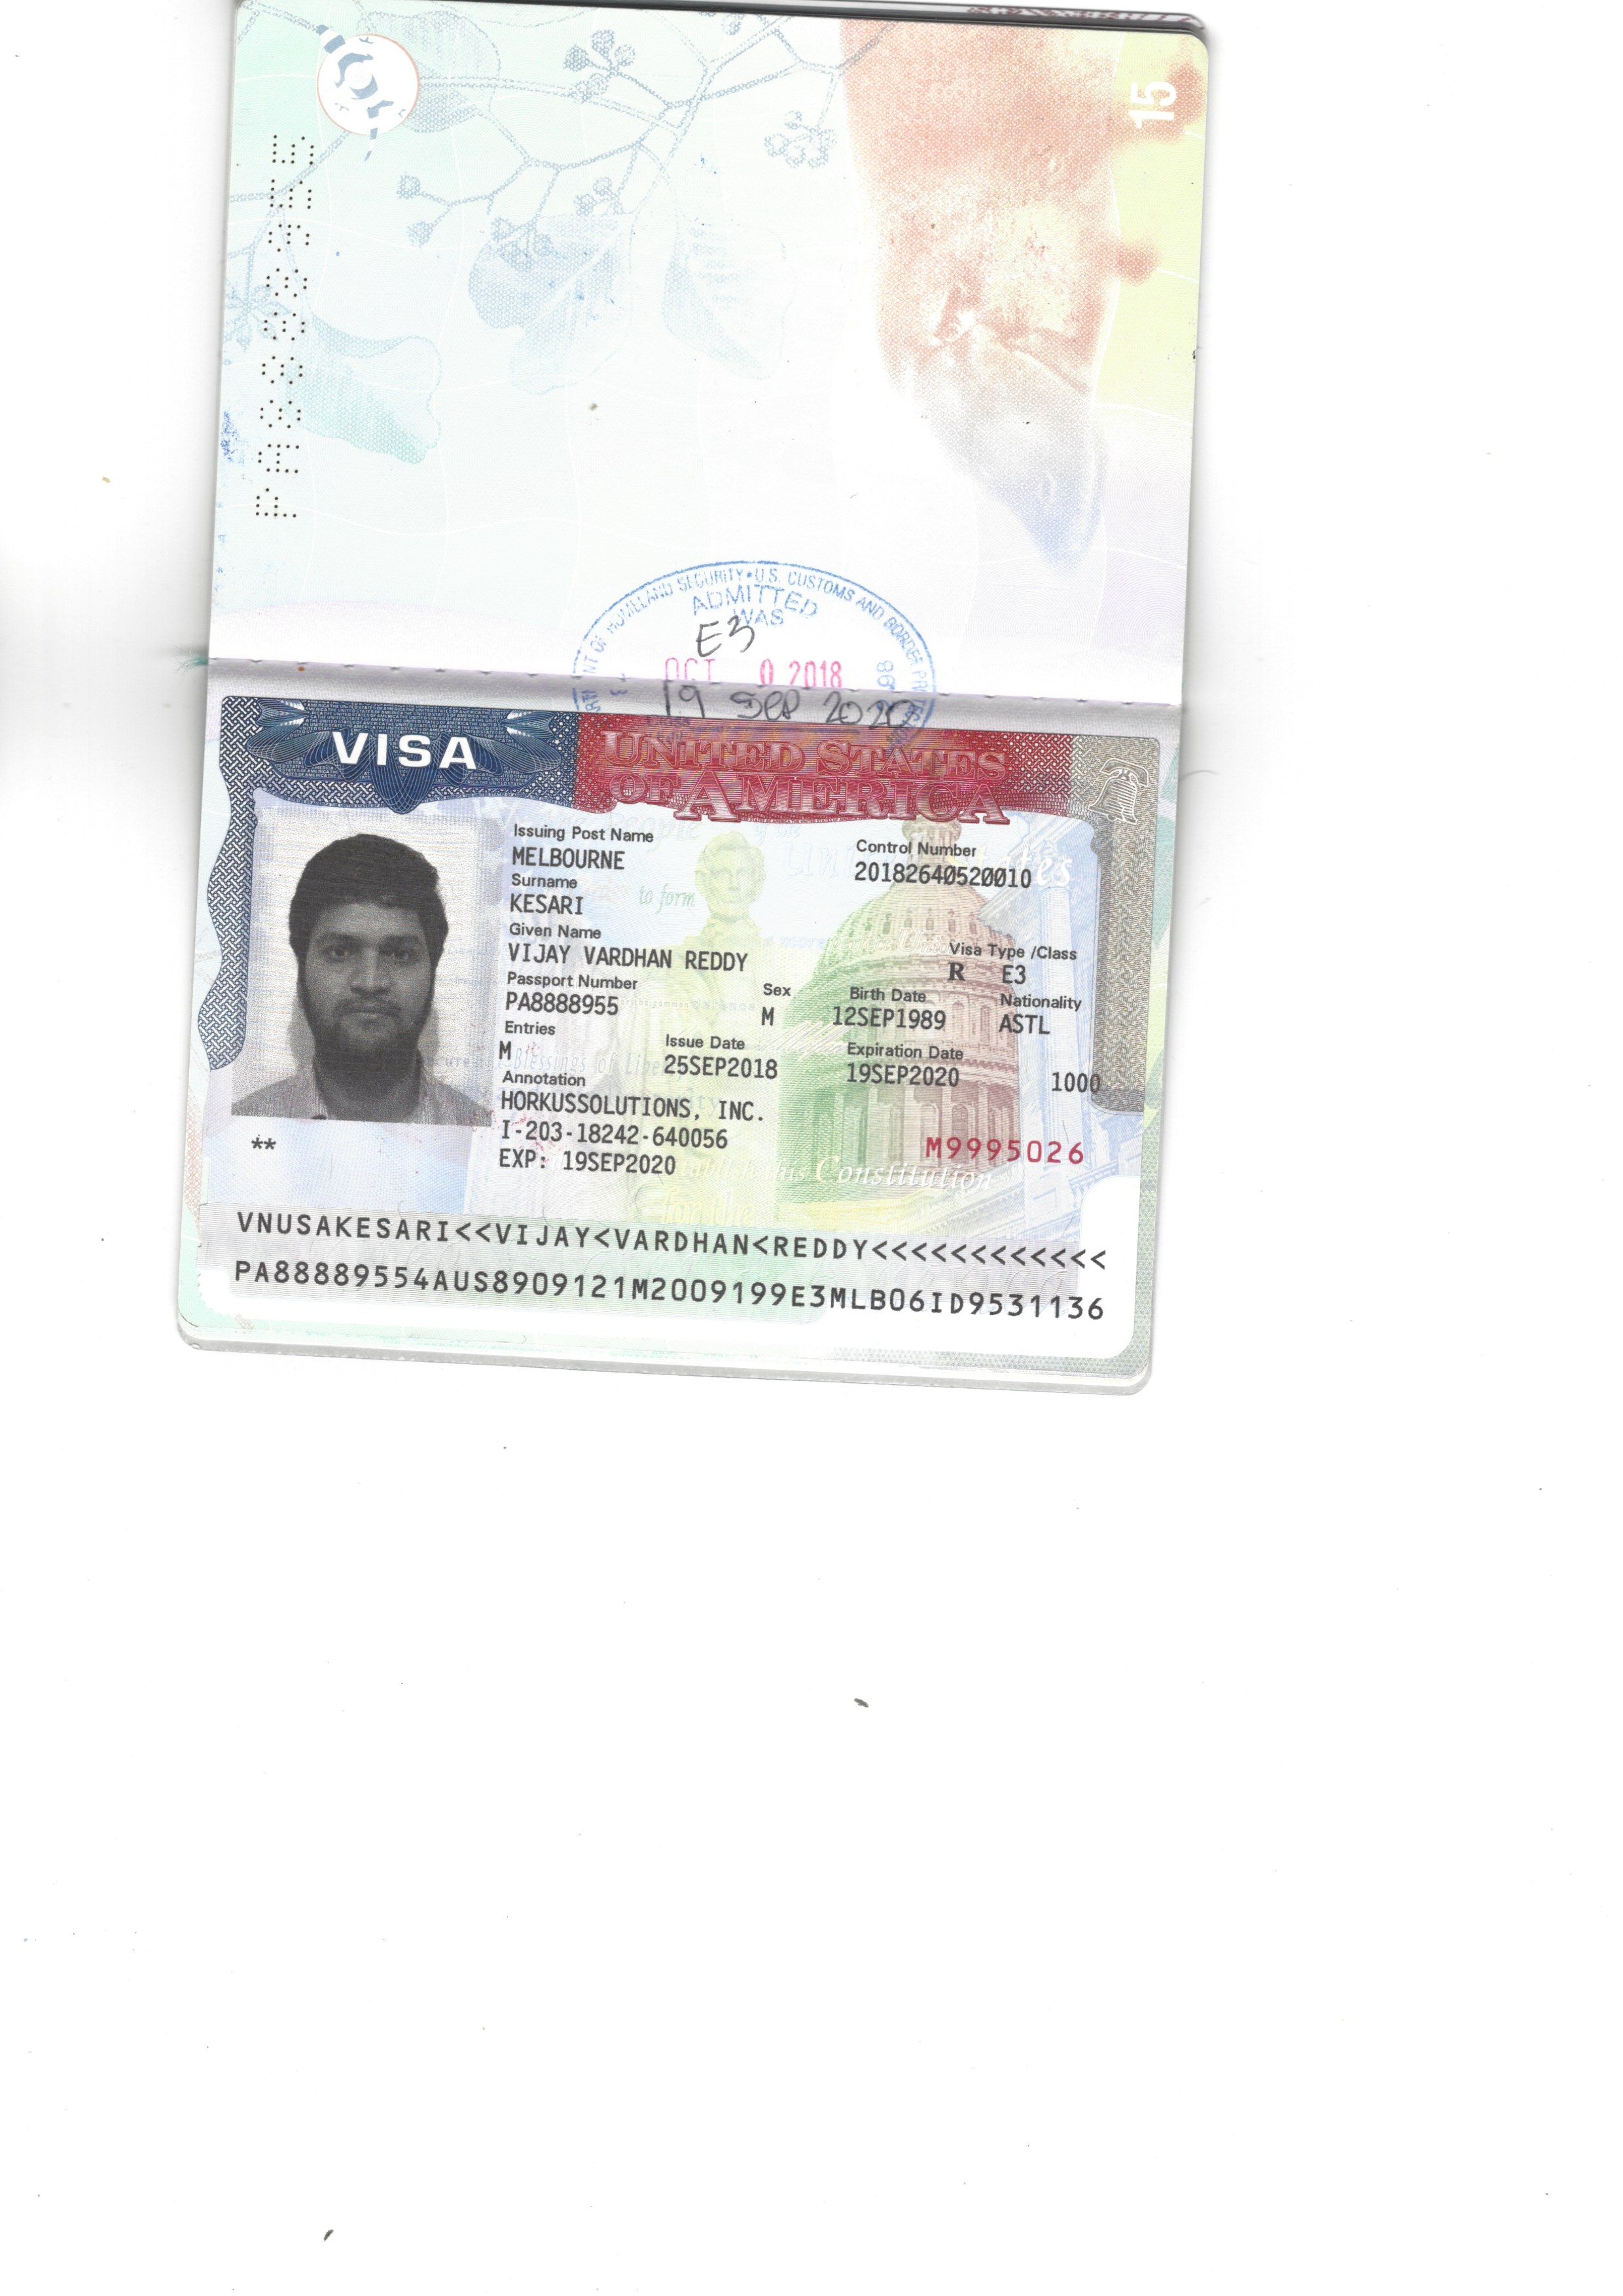 15
PA8888955
DEPARTMENT OF HOMELAND SECURITY • U.S. CUSTOMS AND BORDER
ADMITTED
E3
OCT 0 2018
19 SEP 2020
VISA
UNITED STATES
OF AMERICA
Issuing Post Name
MELBOURNE
Control Number
20182640520010
Surname
KESARI
Given Name
VIJAY VARDHAN REDDY
Visa Type /Class
R E3
Passport Number
PA8888955
Sex
M
Birth Date
12SEP1989
Nationality
ASTL
Entries
M
Issue Date
25SEP2018
Expiration Date
19SEP2020
1000
Annotation
HORKUSSOLUTIONS, INC.
I-203-18242-640056
EXP: 19SEP2020
**
M9995026
VNUSAKESARI<<VIJAY<VARDHAN<REDDY<<<<<<<<<<<<
PA88889554AUS8909121M2009199E3MLB06ID9531136